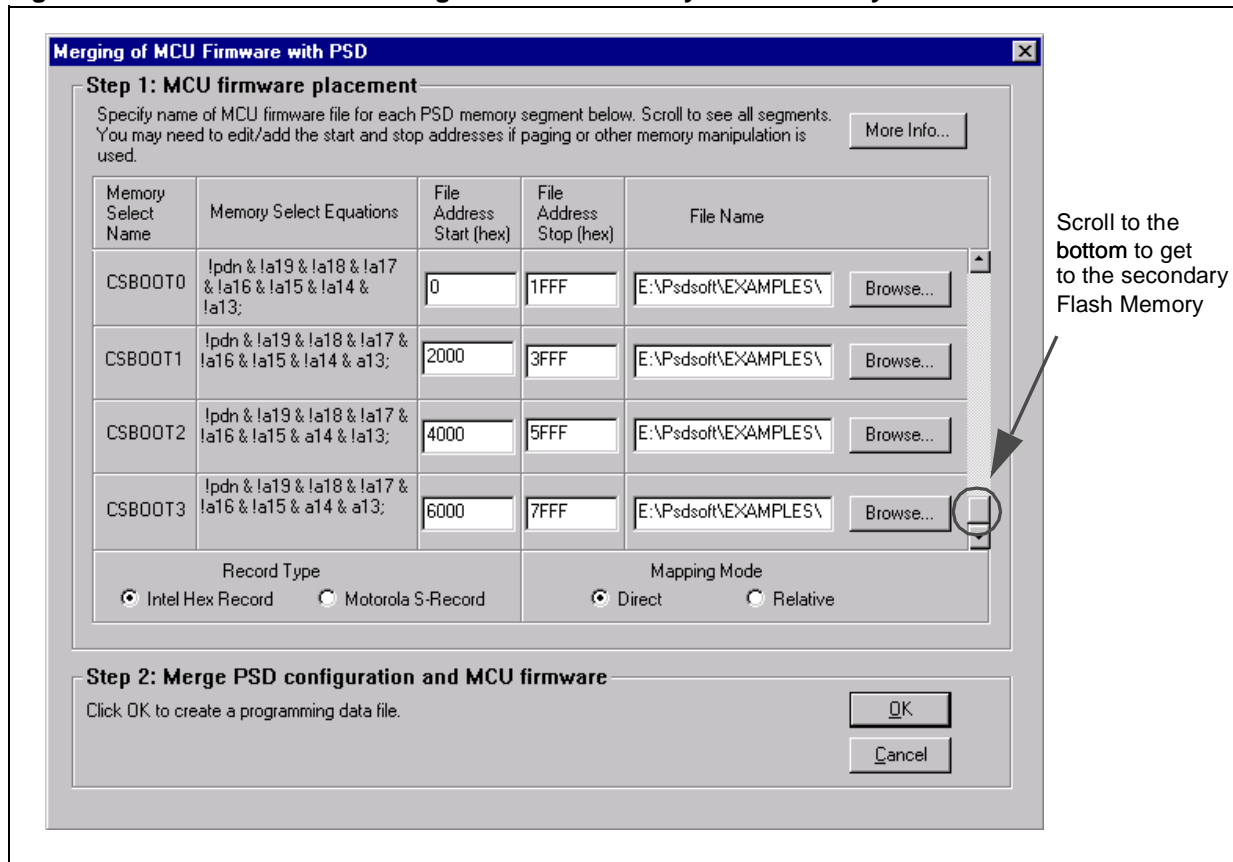 Merging of MCU Firmware with PSD
Step 1: MCU firmware placement
Specify name of MCU firmware file for each PSD memory segment below. Scroll to see all segments.
You may need to edit/add the start and stop addresses if paging or other memory manipulation is
used.
More Info...
Memory
Select
Name
Memory Select Equations
File
Address
Start (hex)
File
Address
Stop (hex)
File Name
CSBOOT0
!pdn & !a19 & !a18 & !a17
& !a16 & !a15 & !a14 &
!a13;
0
1FFF
E:\Psdsoft\EXAMPLES\
Browse...
CSBOOT1
!pdn & !a19 & !a18 & !a17 &
!a16 & !a15 & !a14 & a13;
2000
3FFF
E:\Psdsoft\EXAMPLES\
Browse...
CSBOOT2
!pdn & !a19 & !a18 & !a17 &
!a16 & !a15 & a14 & !a13;
4000
5FFF
E:\Psdsoft\EXAMPLES\
Browse...
CSBOOT3
!pdn & !a19 & !a18 & !a17 &
!a16 & !a15 & a14 & a13;
6000
7FFF
E:\Psdsoft\EXAMPLES\
Browse...
Record Type
Intel Hex Record
Motorola S-Record
Mapping Mode
Direct
Relative
Step 2: Merge PSD configuration and MCU firmware
Click OK to create a programming data file.
OK
Cancel
Scroll to the
bottom to get
to the secondary
Flash Memory